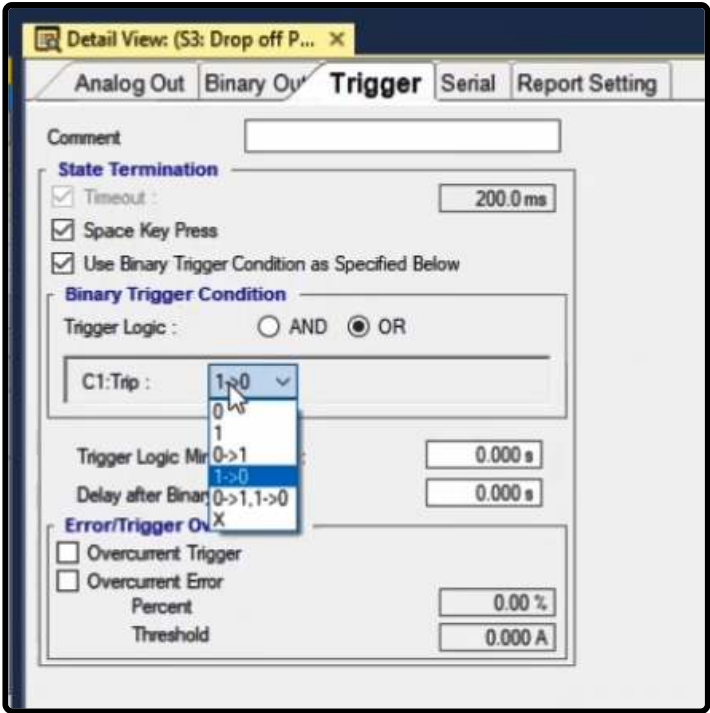 Detail View: (S3: Drop off P...
Analog Out Binary Ou Trigger Serial Report Setting
Comment
State Termination
Timeout : 200.0 ms
Space Key Press
Use Binary Trigger Condition as Specified Below
Binary Trigger Condition
Trigger Logic : AND OR
C1:Trip : 1->0
0
1
Trigger Logic Mi 0->1 : 0.000 s
1->0
Delay after Binar 0->1,1->0 0.000 s
X
Error/Trigger Ov
Overcurrent Trigger
Overcurrent Error
Percent 0.00 %
Threshold 0.000 A